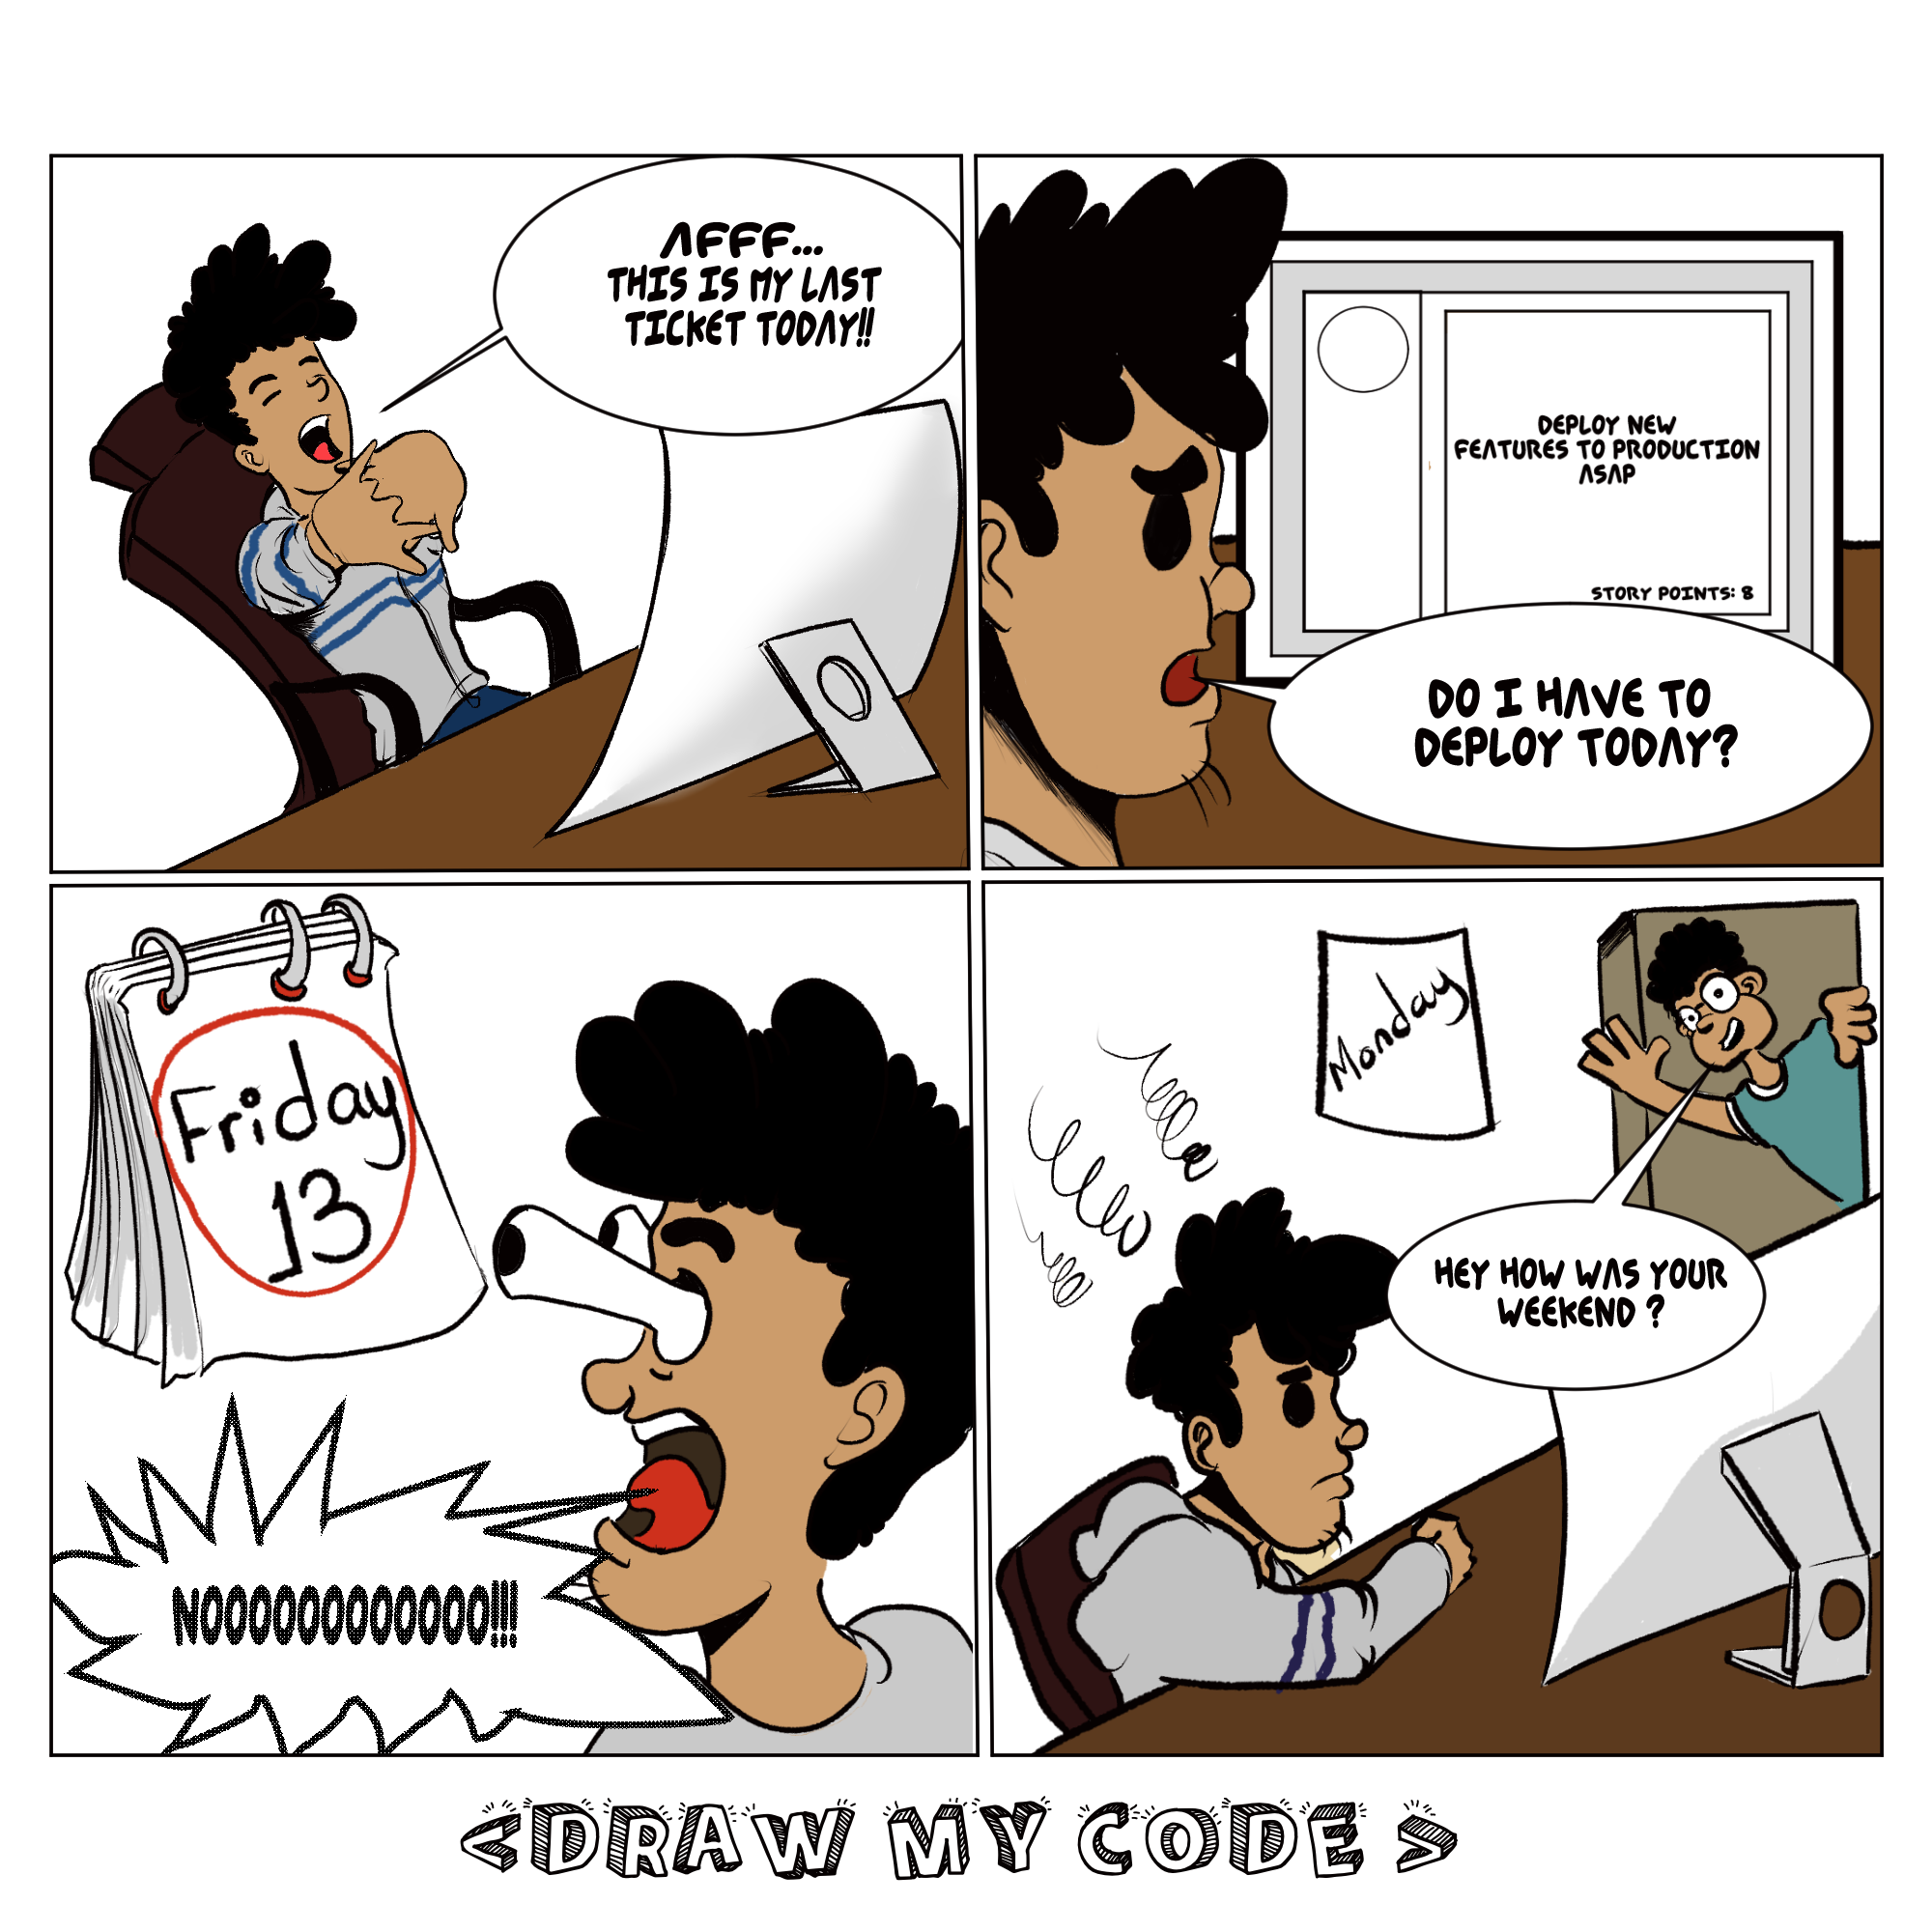 AFFF...
THIS IS MY LAST
TICKET TODAY!!
DEPLOY NEW
FEATURES TO PRODUCTION
ASAP
STORY POINTS: 8
DO I HAVE TO
DEPLOY TODAY?
Friday
13
NOOOOOOOOOOOO!!!
Monday
HEY HOW WAS YOUR
WEEKEND ?
<DRAW MY CODE >